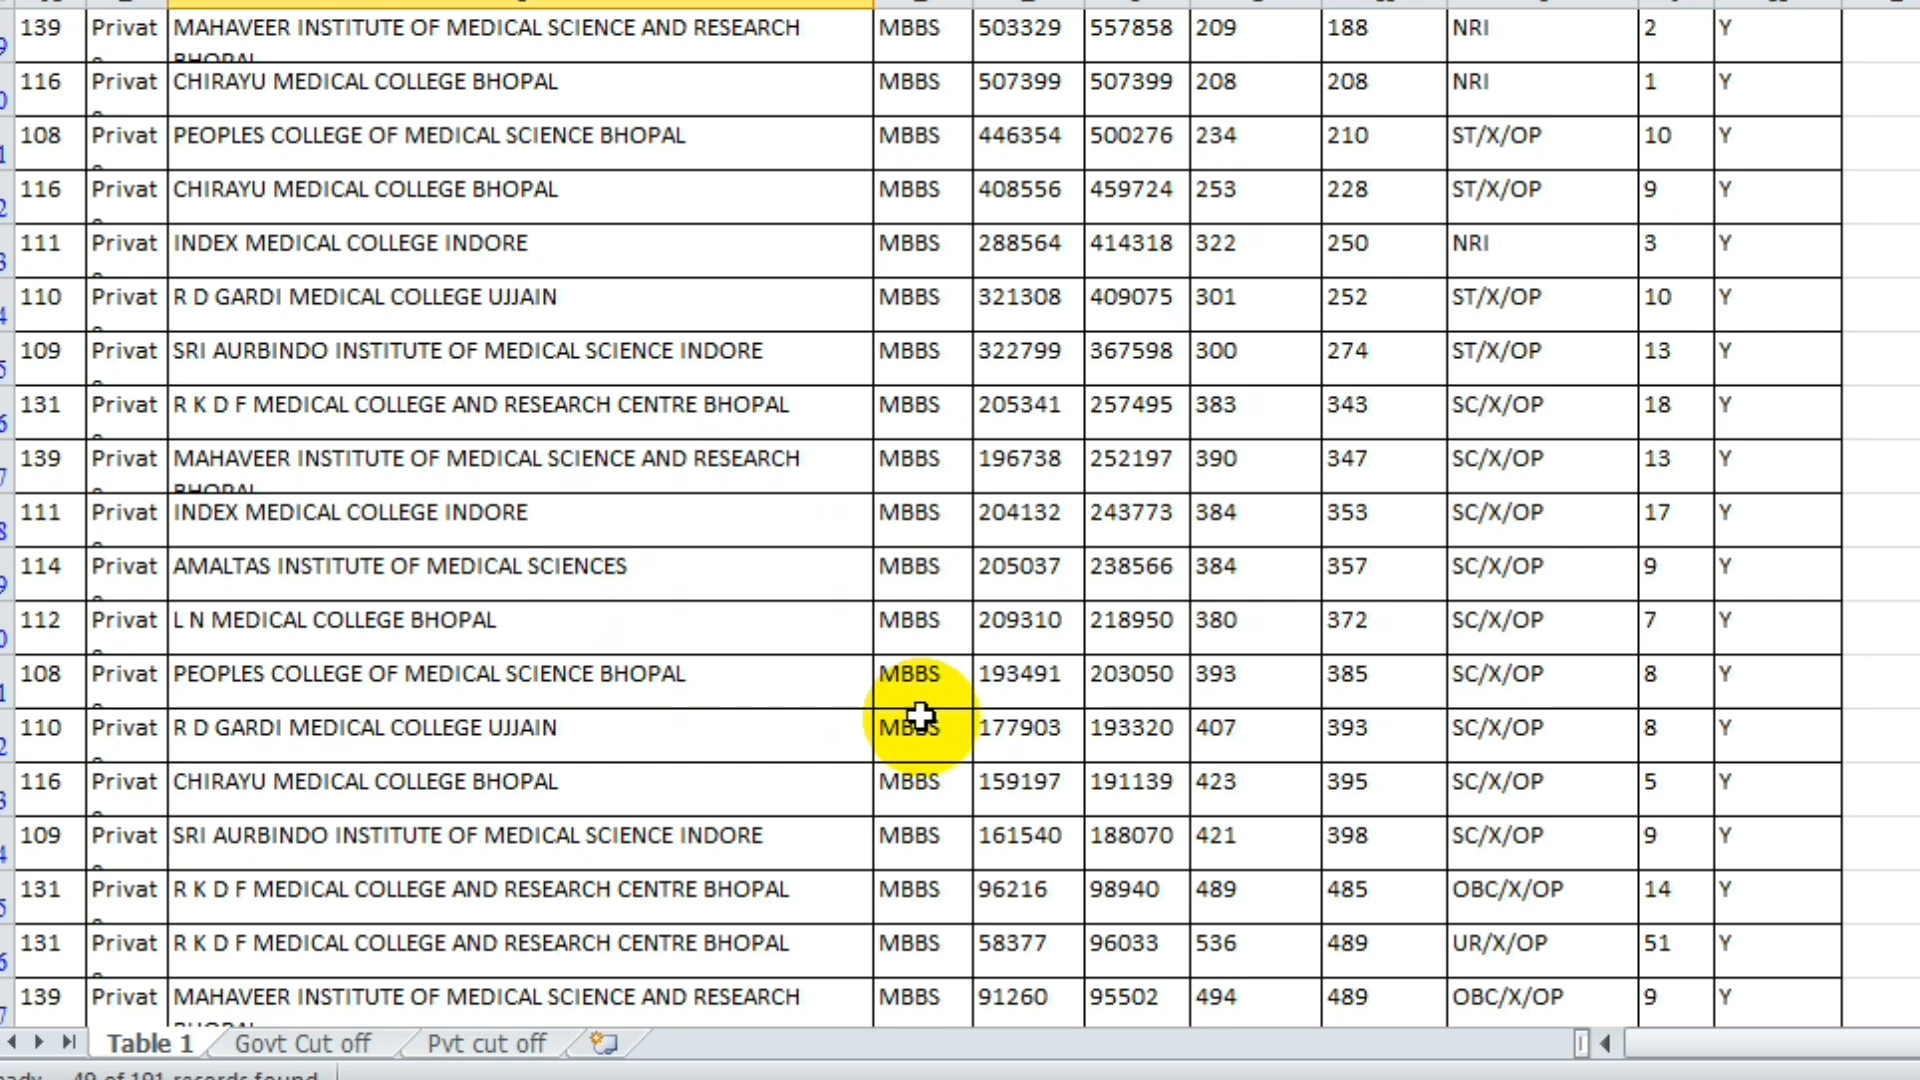 139 Privat MAHAVEER INSTITUTE OF MEDICAL SCIENCE AND RESEARCH MBBS 503329 557858 209 188 NRI 2 Y
BHOPAL
116 Privat CHIRAYU MEDICAL COLLEGE BHOPAL MBBS 507399 507399 208 208 NRI 1 Y
108 Privat PEOPLES COLLEGE OF MEDICAL SCIENCE BHOPAL MBBS 446354 500276 234 210 ST/X/OP 10 Y
116 Privat CHIRAYU MEDICAL COLLEGE BHOPAL MBBS 408556 459724 253 228 ST/X/OP 9 Y
111 Privat INDEX MEDICAL COLLEGE INDORE MBBS 288564 414318 322 250 NRI 3 Y
110 Privat R D GARDI MEDICAL COLLEGE UJJAIN MBBS 321308 409075 301 252 ST/X/OP 10 Y
109 Privat SRI AURBINDO INSTITUTE OF MEDICAL SCIENCE INDORE MBBS 322799 367598 300 274 ST/X/OP 13 Y
131 Privat R K D F MEDICAL COLLEGE AND RESEARCH CENTRE BHOPAL MBBS 205341 257495 383 343 SC/X/OP 18 Y
139 Privat MAHAVEER INSTITUTE OF MEDICAL SCIENCE AND RESEARCH MBBS 196738 252197 390 347 SC/X/OP 13 Y
BHOPAL
111 Privat INDEX MEDICAL COLLEGE INDORE MBBS 204132 243773 384 353 SC/X/OP 17 Y
114 Privat AMALTAS INSTITUTE OF MEDICAL SCIENCES MBBS 205037 238566 384 357 SC/X/OP 9 Y
112 Privat L N MEDICAL COLLEGE BHOPAL MBBS 209310 218950 380 372 SC/X/OP 7 Y
108 Privat PEOPLES COLLEGE OF MEDICAL SCIENCE BHOPAL MBBS 193491 203050 393 385 SC/X/OP 8 Y
110 Privat R D GARDI MEDICAL COLLEGE UJJAIN MBBS 177903 193320 407 393 SC/X/OP 8 Y
116 Privat CHIRAYU MEDICAL COLLEGE BHOPAL MBBS 159197 191139 423 395 SC/X/OP 5 Y
109 Privat SRI AURBINDO INSTITUTE OF MEDICAL SCIENCE INDORE MBBS 161540 188070 421 398 SC/X/OP 9 Y
131 Privat R K D F MEDICAL COLLEGE AND RESEARCH CENTRE BHOPAL MBBS 96216 98940 489 485 OBC/X/OP 14 Y
131 Privat R K D F MEDICAL COLLEGE AND RESEARCH CENTRE BHOPAL MBBS 58377 96033 536 489 UR/X/OP 51 Y
139 Privat MAHAVEER INSTITUTE OF MEDICAL SCIENCE AND RESEARCH MBBS 91260 95502 494 489 OBC/X/OP 9 Y
Table 1 Govt Cut off Pvt cut off
49 of 191 records found